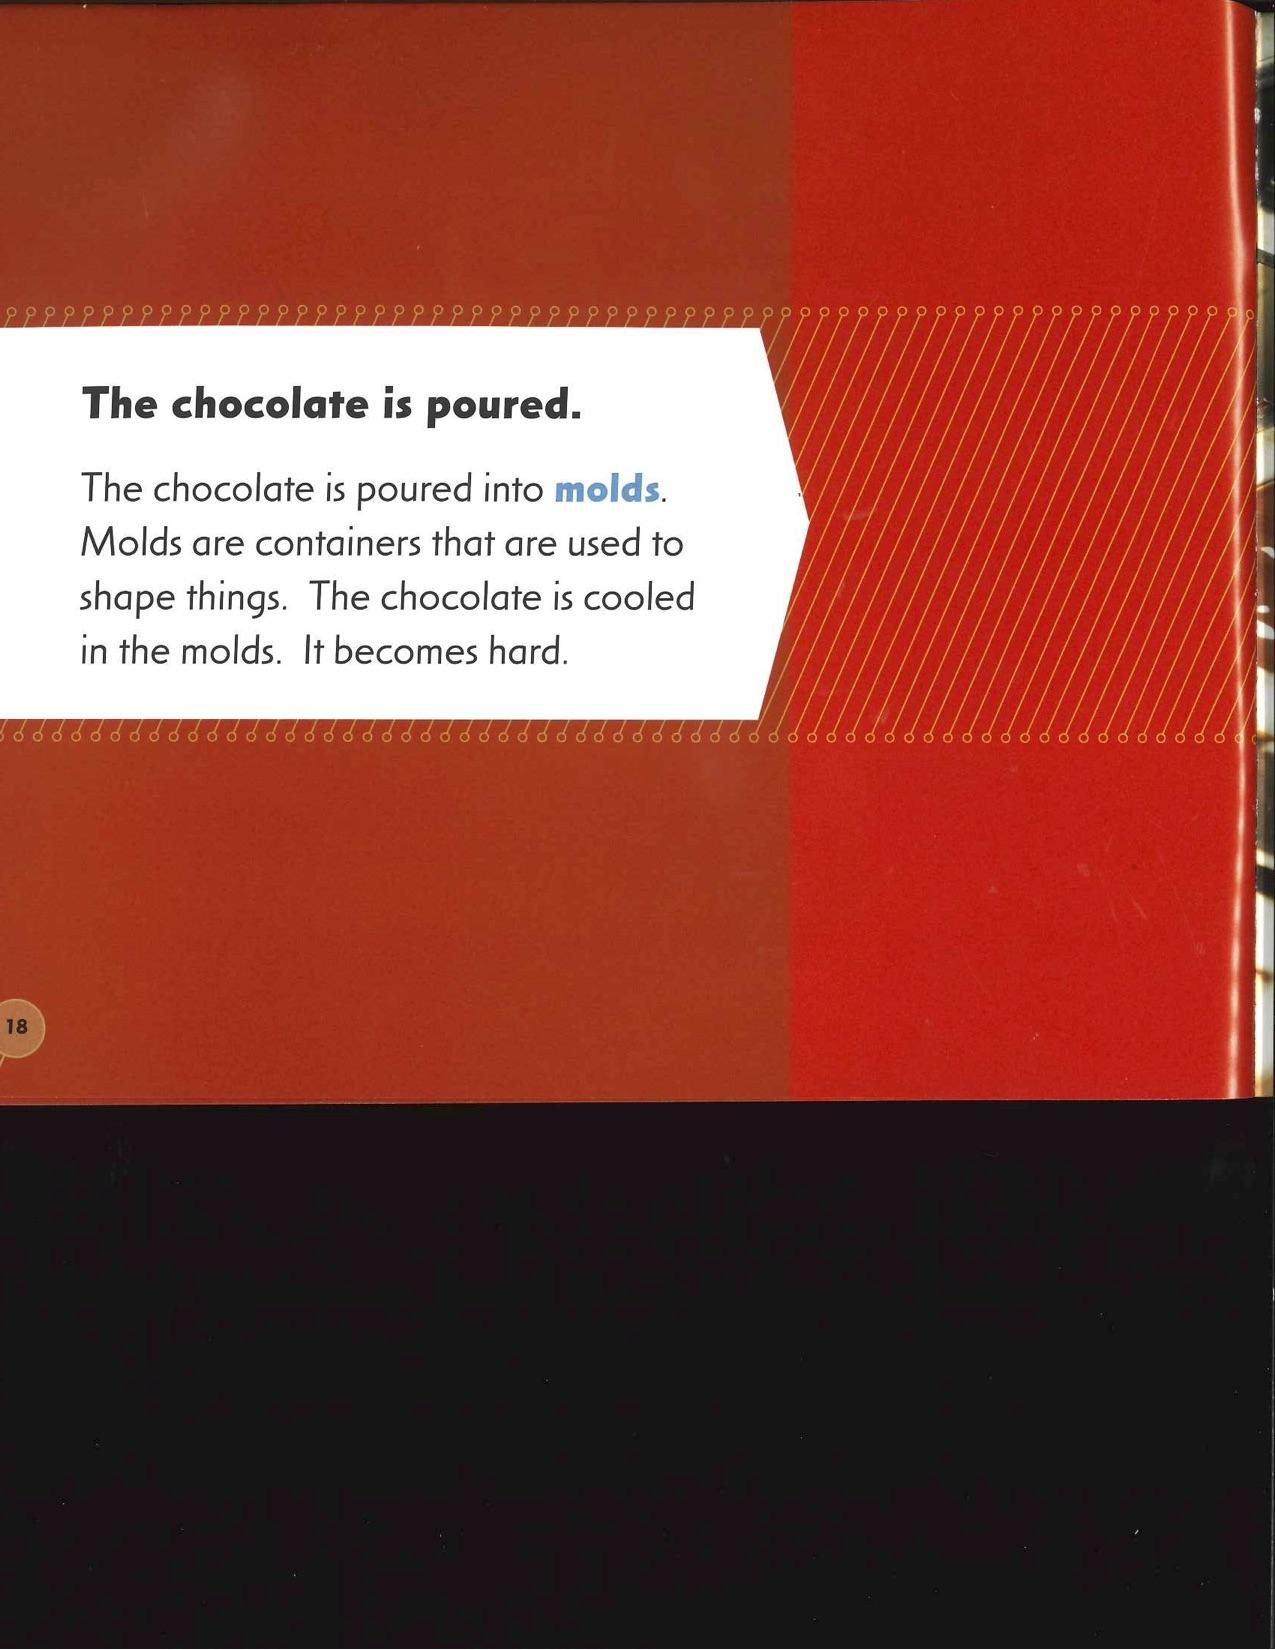 The chocolate is poured.
The chocolate is poured into molds.
Molds are containers that are used to
shape things.  The chocolate is cooled
in the molds.  It becomes hard.
18